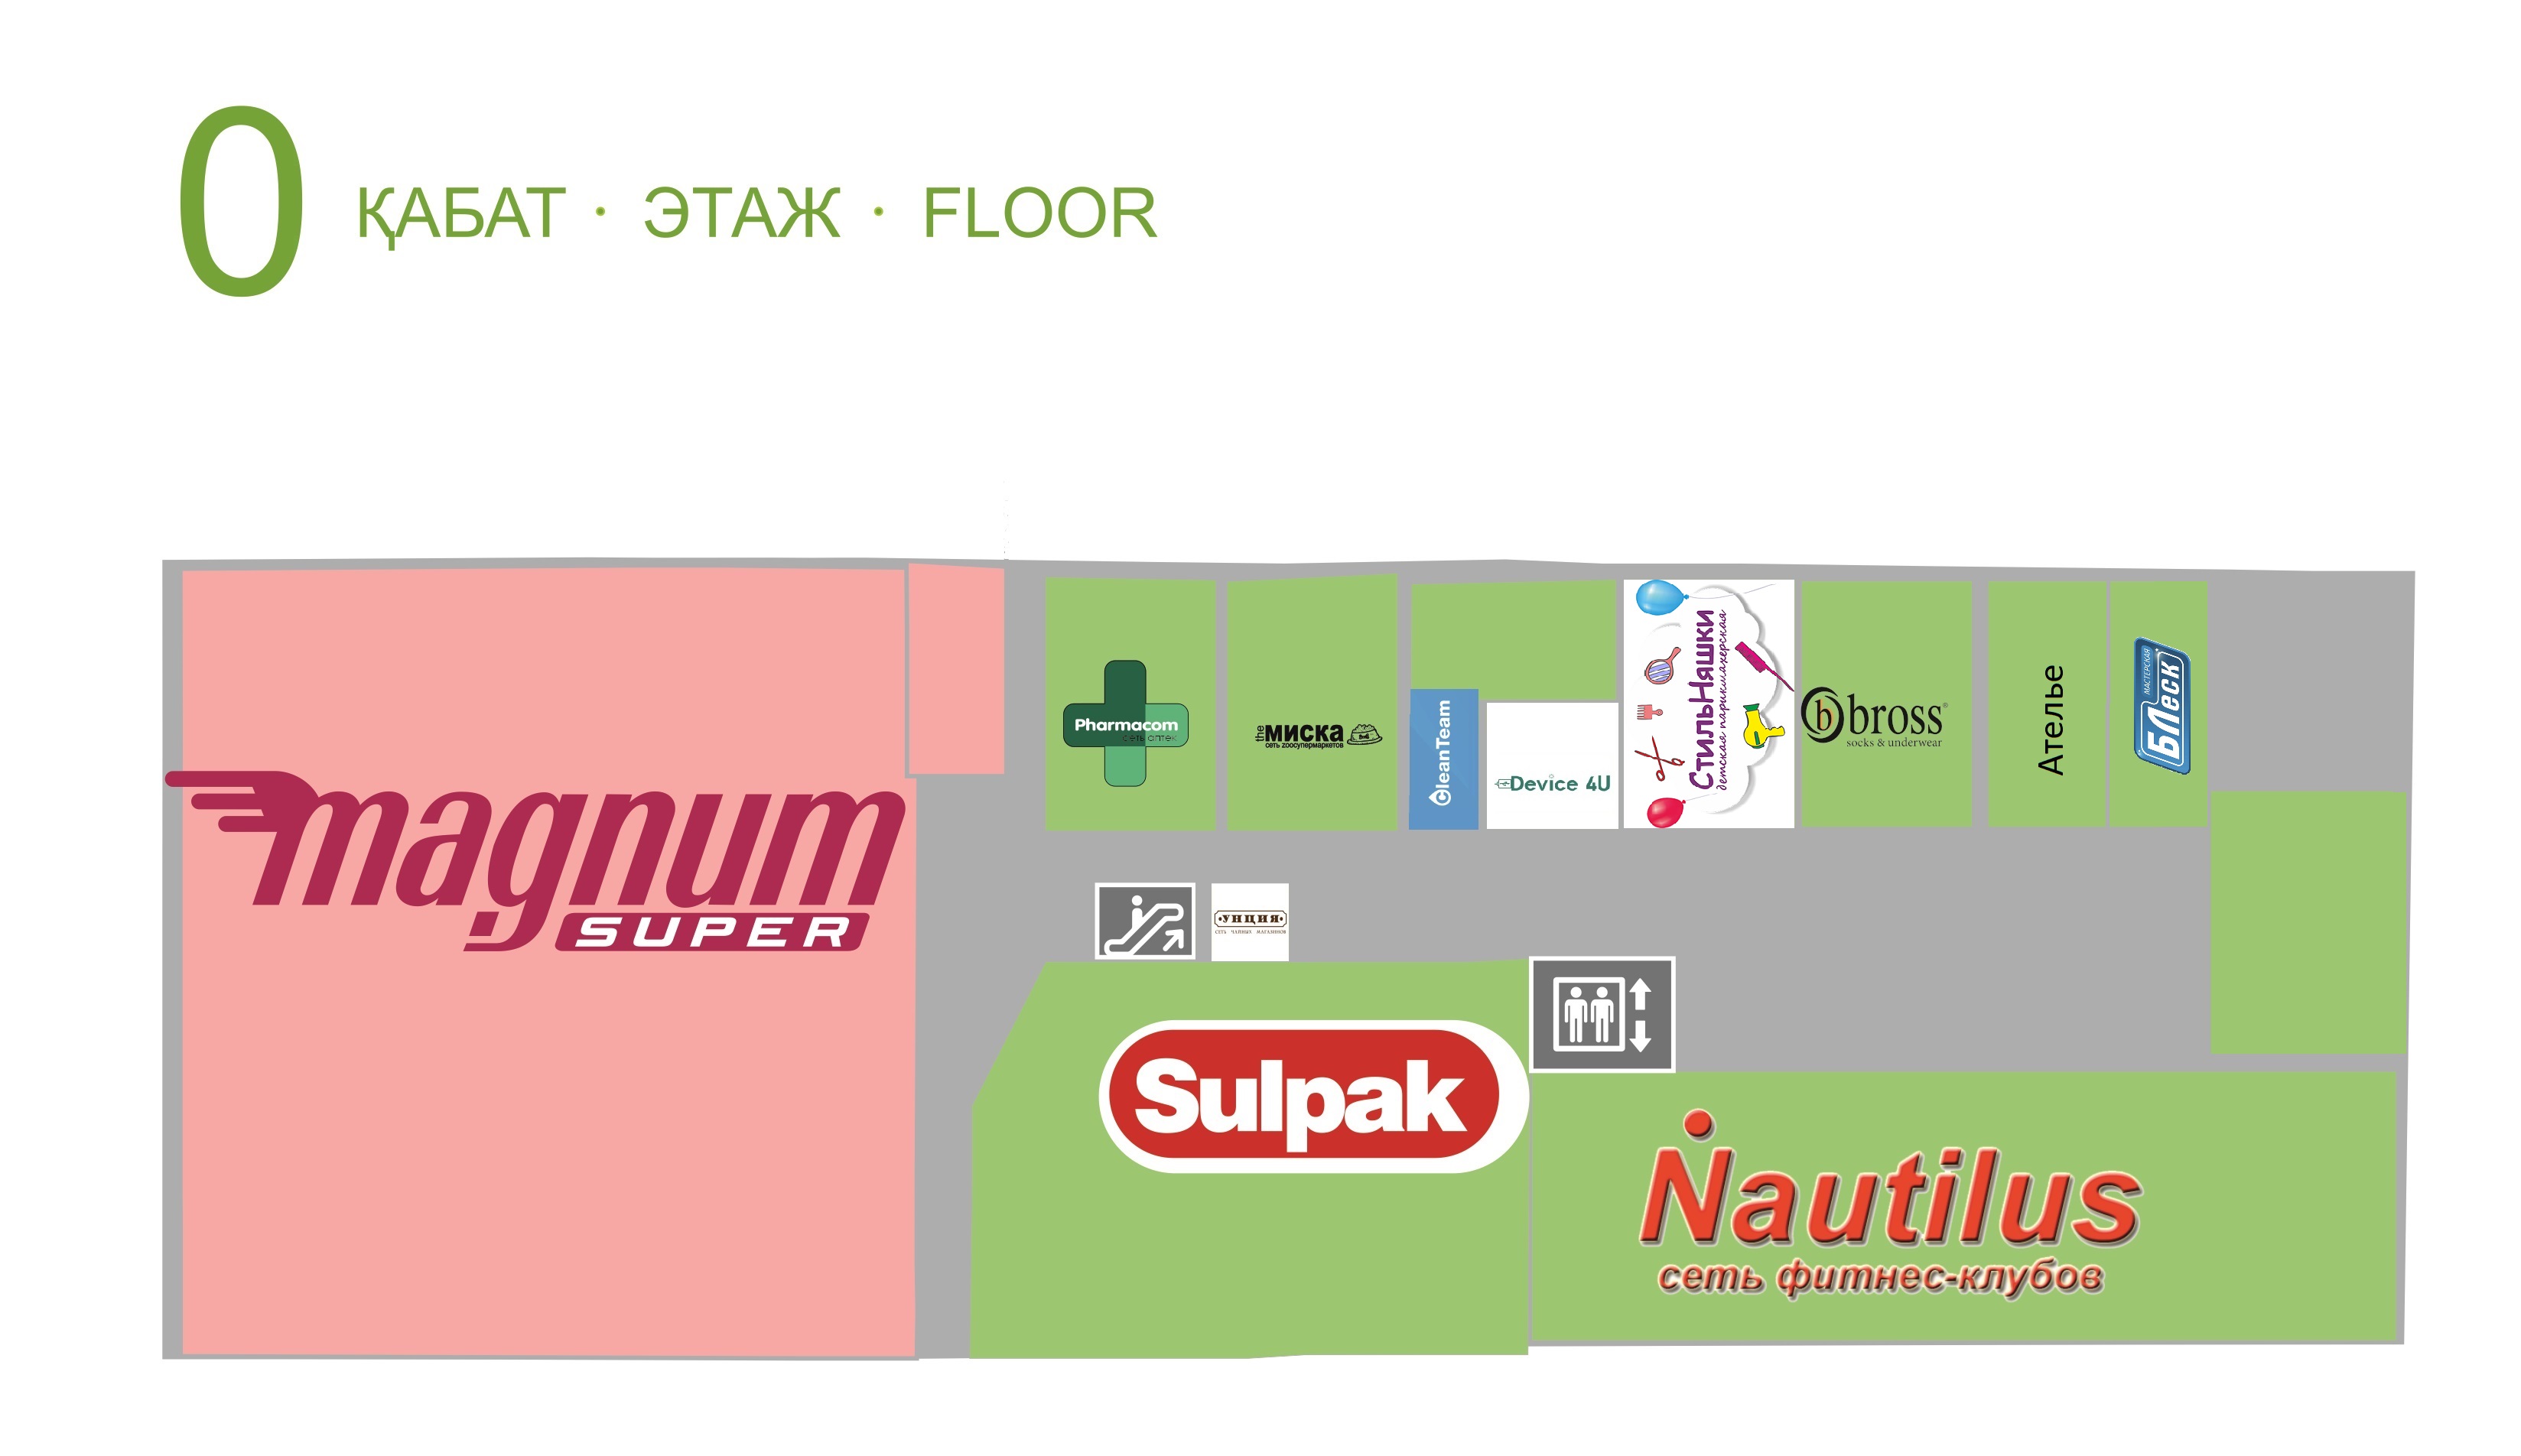 0 ҚАБАТ · ЭТАЖ · FLOOR
magnum
SUPER
Pharmacom
сеть аптек
the МИСКА
сеть зоосупермаркетов
CleanTeam
Device 4U
СтильНяшки
детская парикмахерская
b bross®
socks & underwear
Ателье
МАСТЕРСКАЯ
БЛеск
·УНЦИЯ·
СЕТЬ ЧАЙНЫХ МАГАЗИНОВ
Sulpak
Nautilus
сеть фитнес-клубов